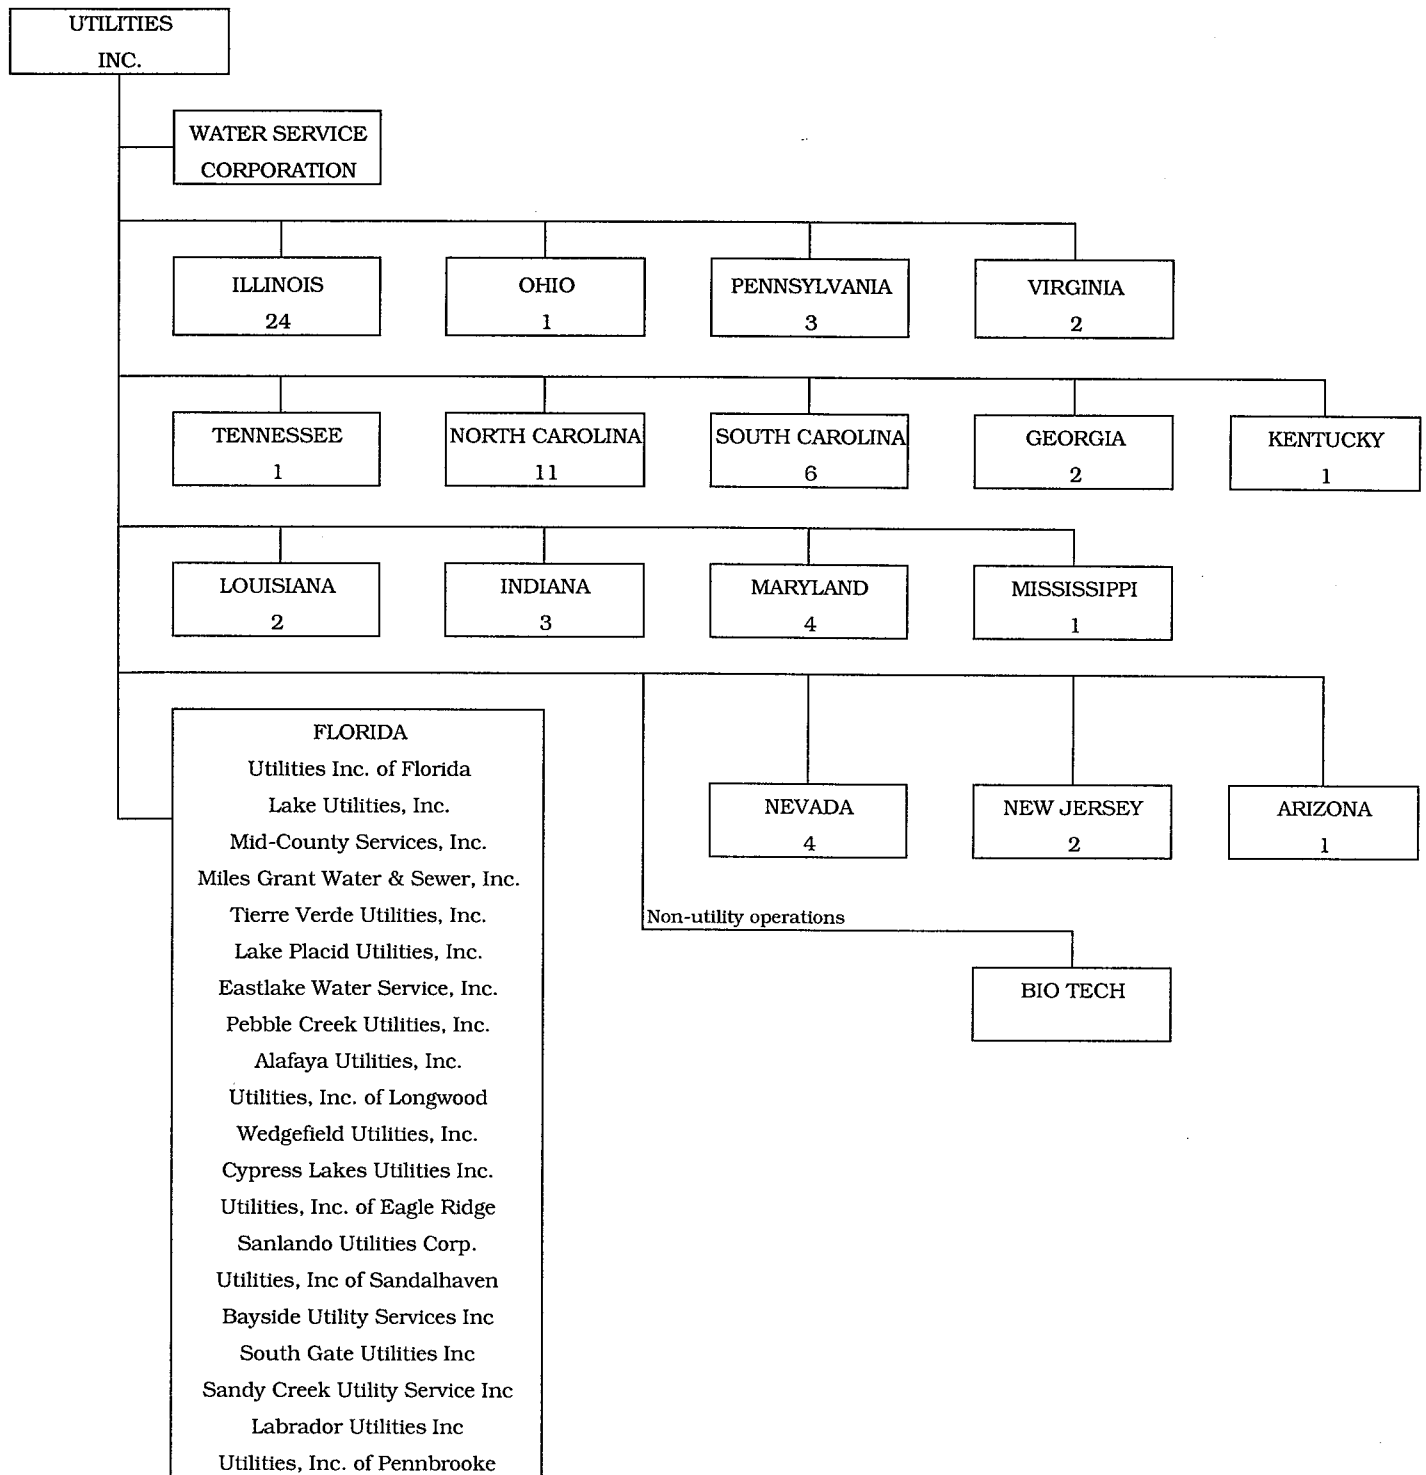 UTILITIES
INC.
WATER SERVICE
CORPORATION
ILLINOIS
24
OHIO
1
PENNSYLVANIA
3
VIRGINIA
2
TENNESSEE
1
NORTH CAROLINA
11
SOUTH CAROLINA
6
GEORGIA
2
KENTUCKY
1
LOUISIANA
2
INDIANA
3
MARYLAND
4
MISSISSIPPI
1
FLORIDA
Utilities Inc. of Florida
Lake Utilities, Inc.
Mid-County Services, Inc.
Miles Grant Water & Sewer, Inc.
Tierre Verde Utilities, Inc.
Lake Placid Utilities, Inc.
Eastlake Water Service, Inc.
Pebble Creek Utilities, Inc.
Alafaya Utilities, Inc.
Utilities, Inc. of Longwood
Wedgefield Utilities, Inc.
Cypress Lakes Utilities Inc.
Utilities, Inc. of Eagle Ridge
Sanlando Utilities Corp.
Utilities, Inc of Sandalhaven
Bayside Utility Services Inc
South Gate Utilities Inc
Sandy Creek Utility Service Inc
Labrador Utilities Inc
Utilities, Inc. of Pennbrooke
NEVADA
4
NEW JERSEY
2
ARIZONA
1
Non-utility operations
BIO TECH